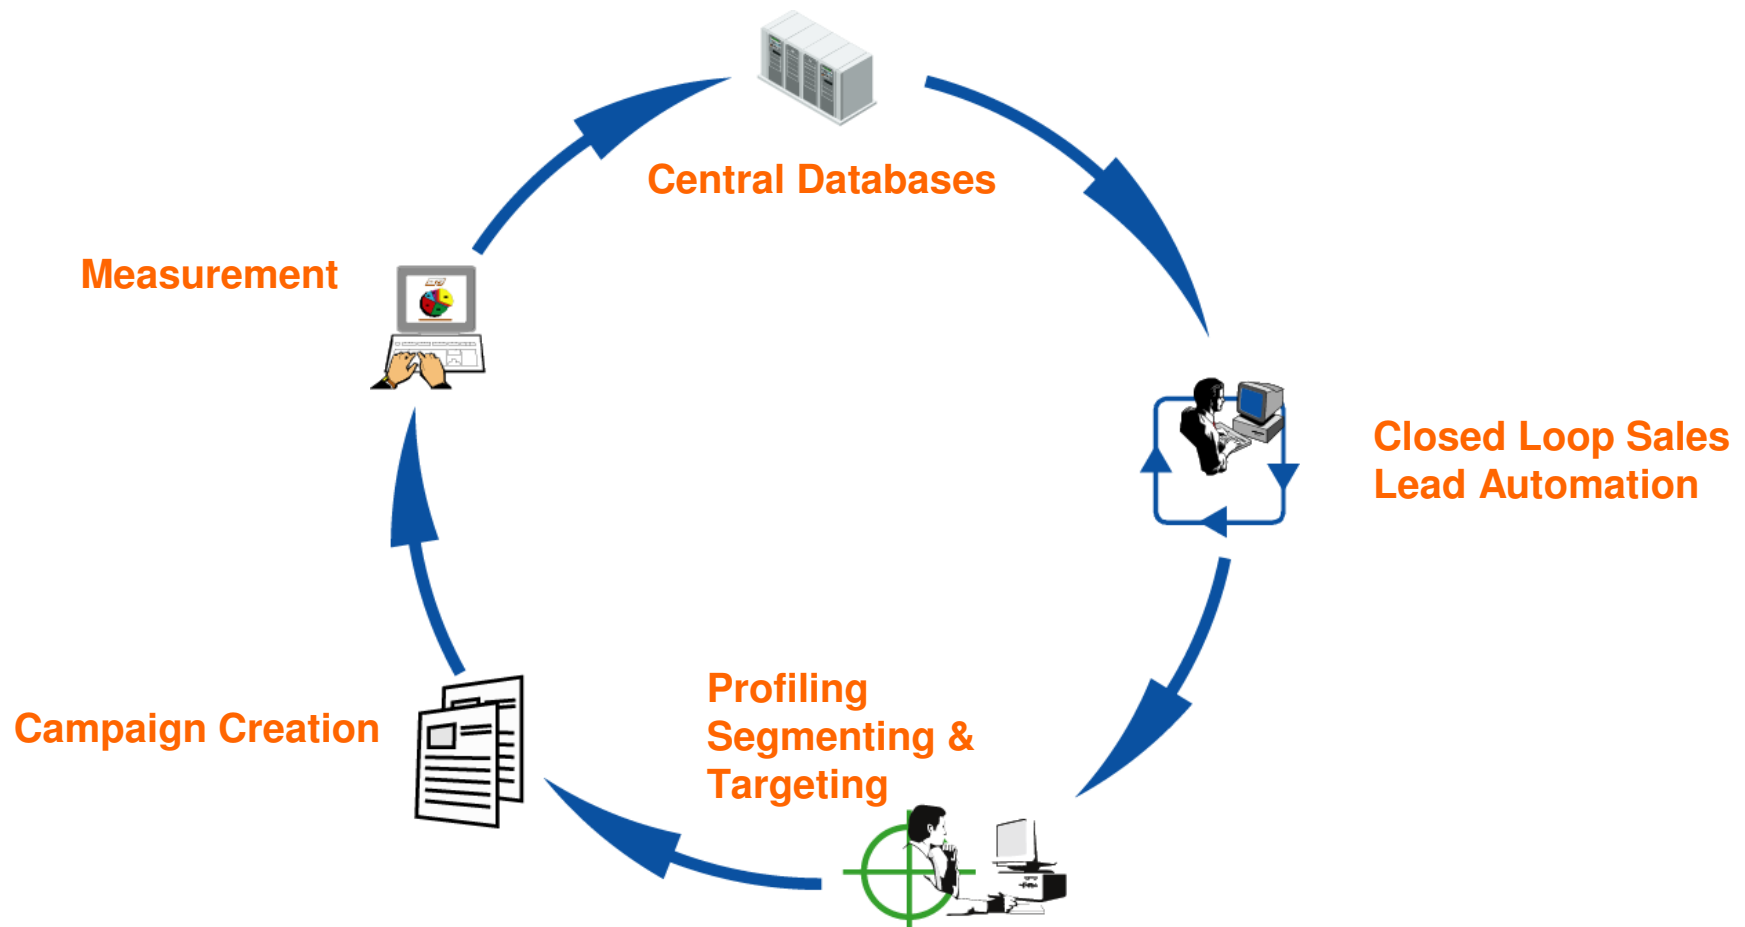 Central Databases
Measurement
Closed Loop Sales
Lead Automation
Profiling
Segmenting &
Targeting
Campaign Creation